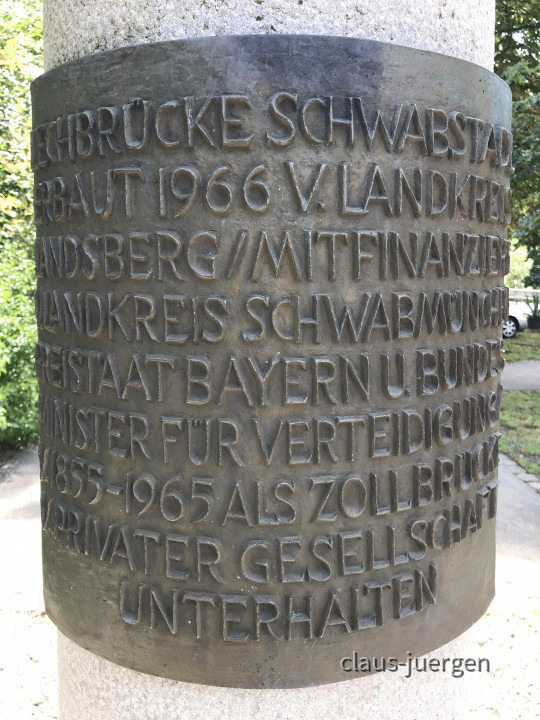 LECHBRÜCKE SCHWABSTADL
ERBAUT 1966 V. LANDKREIS
LANDSBERG/MITFINANZIERT
LANDKREIS SCHWABMÜNCHEN
FREISTAAT BAYERN U. BUNDES
MINISTER FÜR VERTEIDIGUNG
1855-1965 ALS ZOLLBRÜCKE
V. PRIVATER GESELLSCHAFT
UNTERHALTEN
claus-juergen